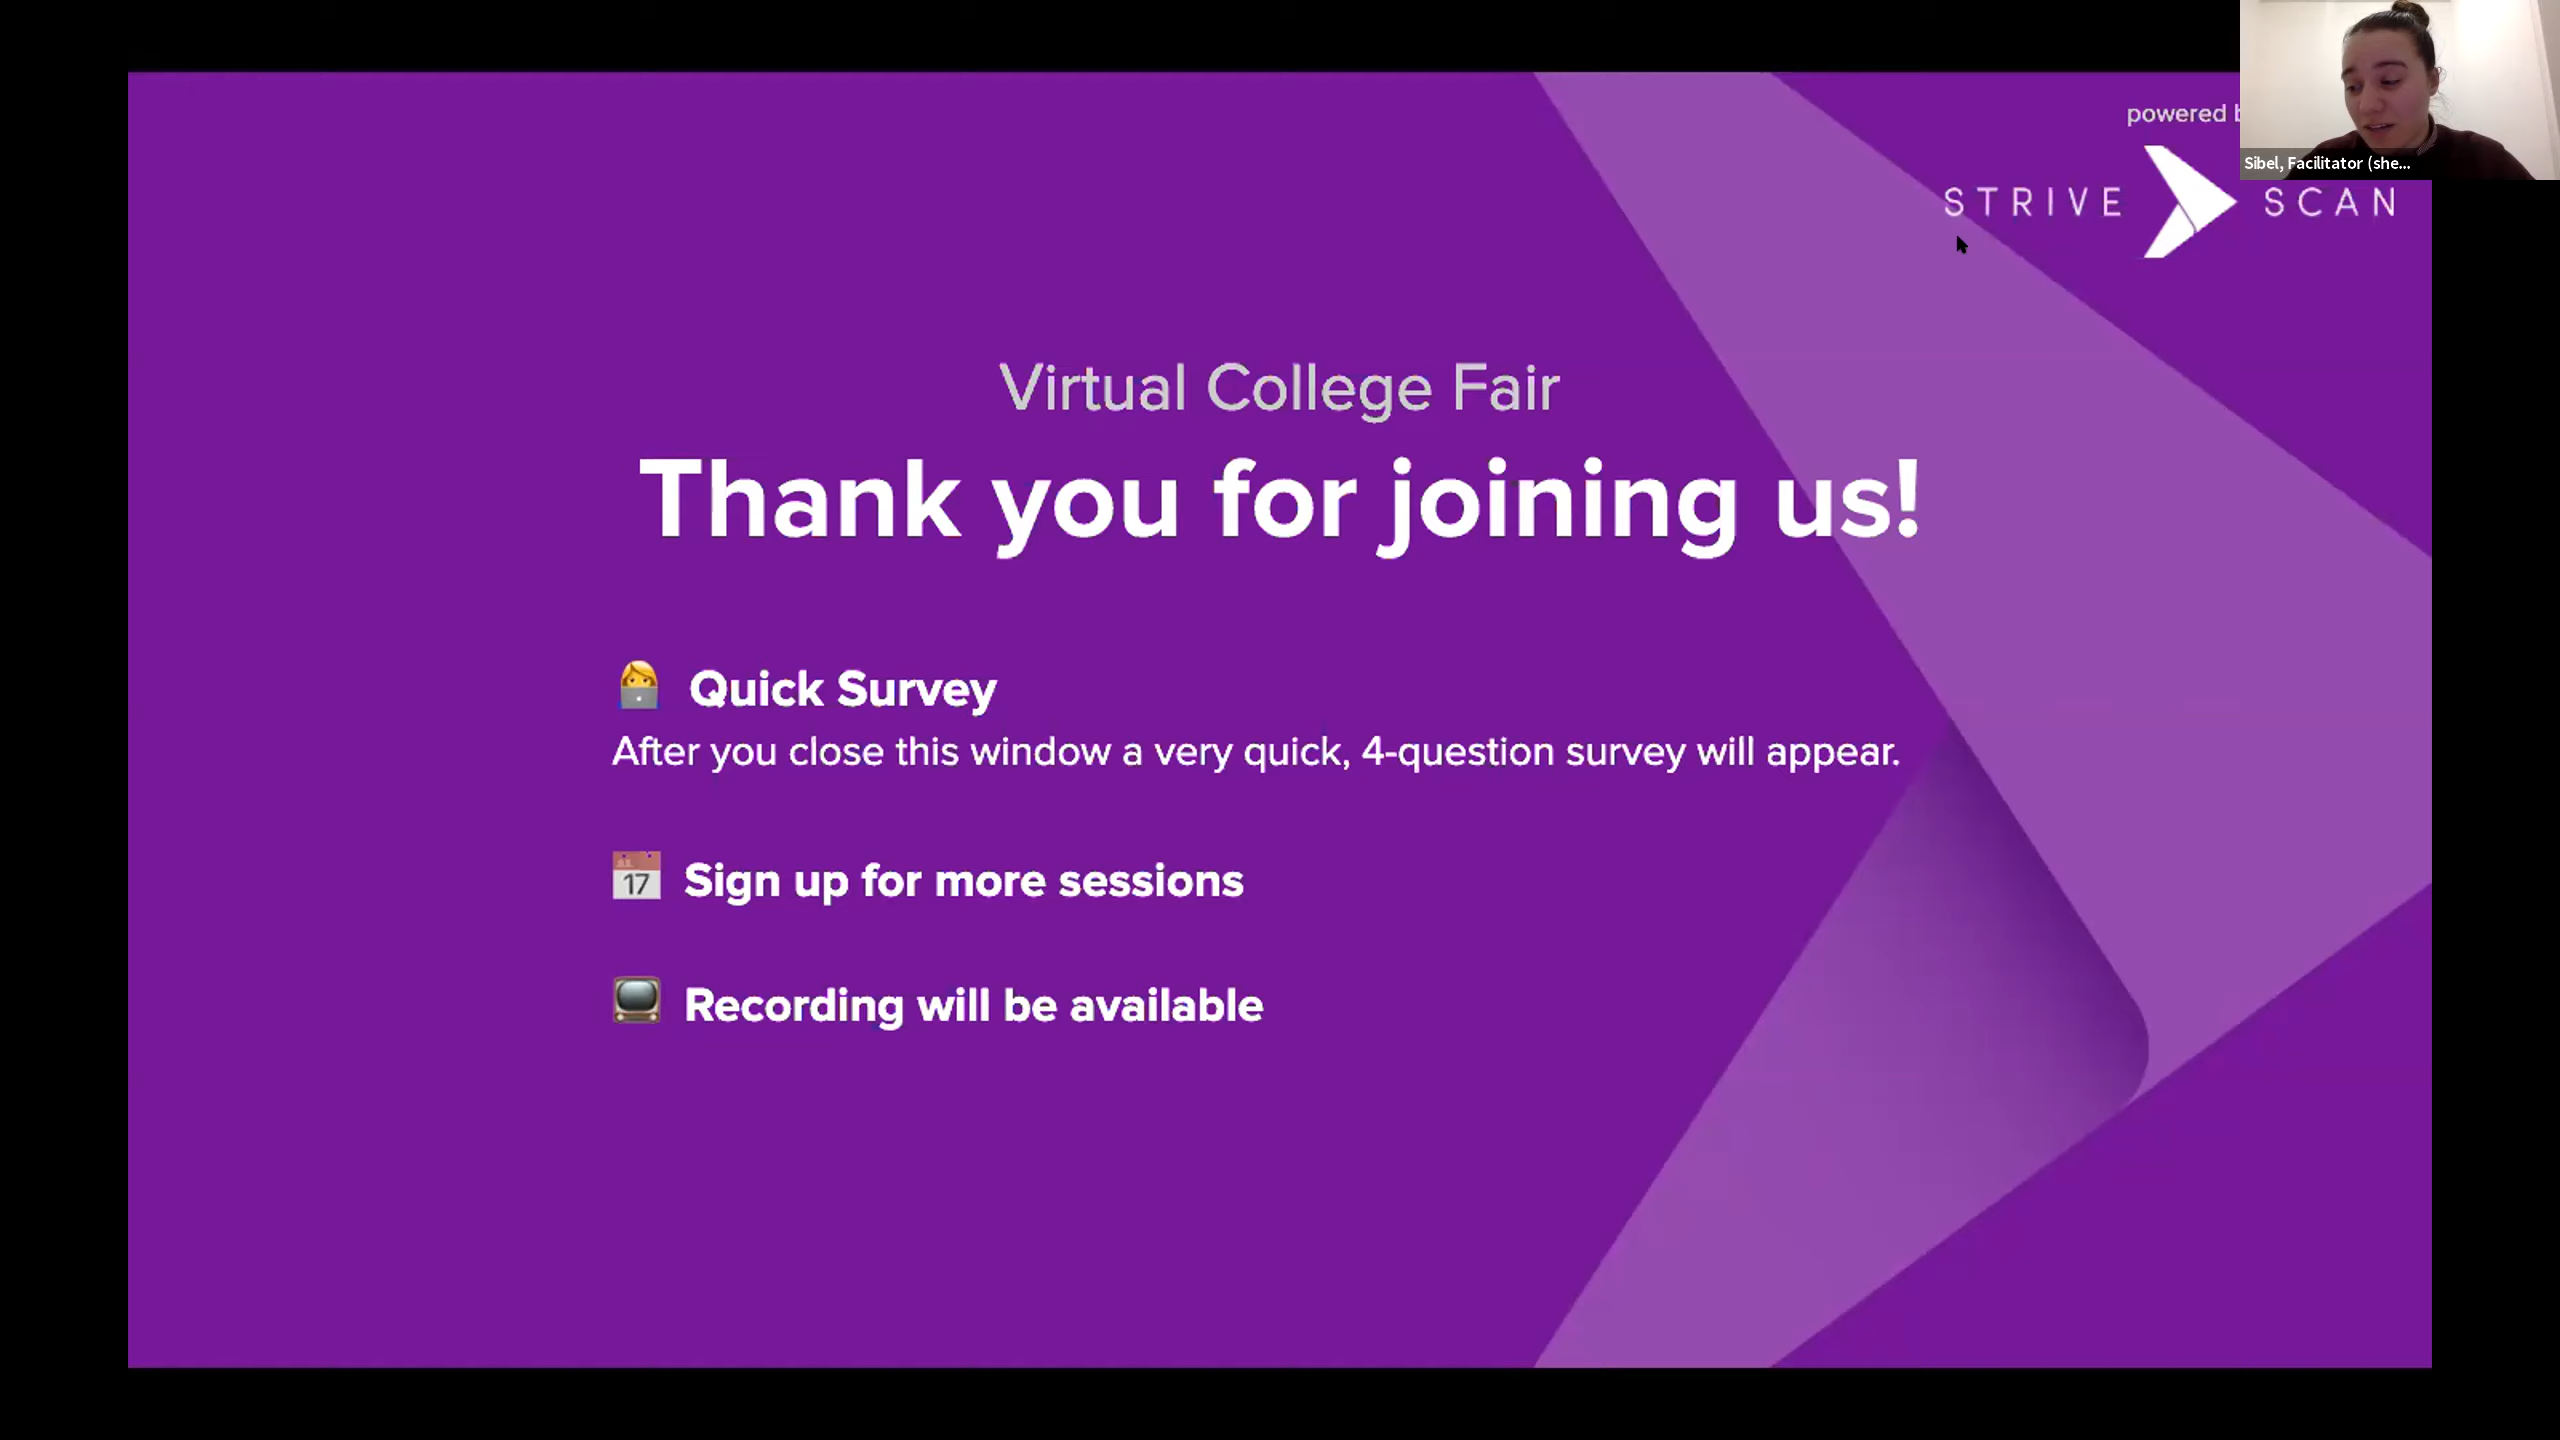 powered b
Sibel, Facilitator (she...
STRIVE SCAN
Virtual College Fair
Thank you for joining us!
Quick Survey
After you close this window a very quick, 4-question survey will appear.
17
Sign up for more sessions
Recording will be available